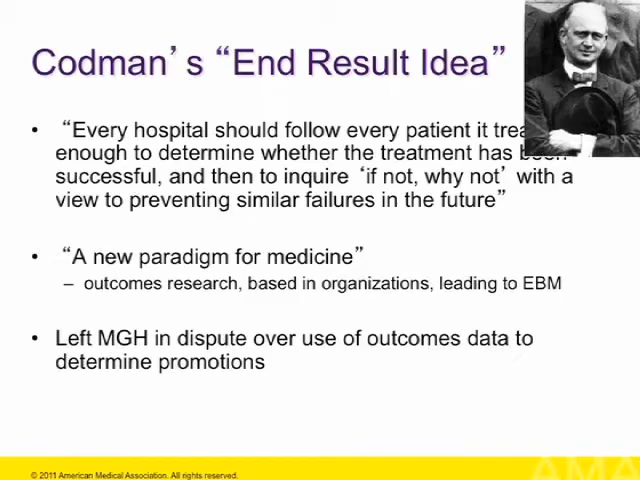 Codman's "End Result Idea"
• "Every hospital should follow every patient it
enough to determine whether the treatment has been
successful, and then to inquire 'if not, why not' with a
view to preventing similar failures in the future"
• "A new paradigm for medicine"
– outcomes research, based in organizations, leading to EBM
• Left MGH in dispute over use of outcomes data to
determine promotions
© 2011 American Medical Association. All rights reserved.
AMA